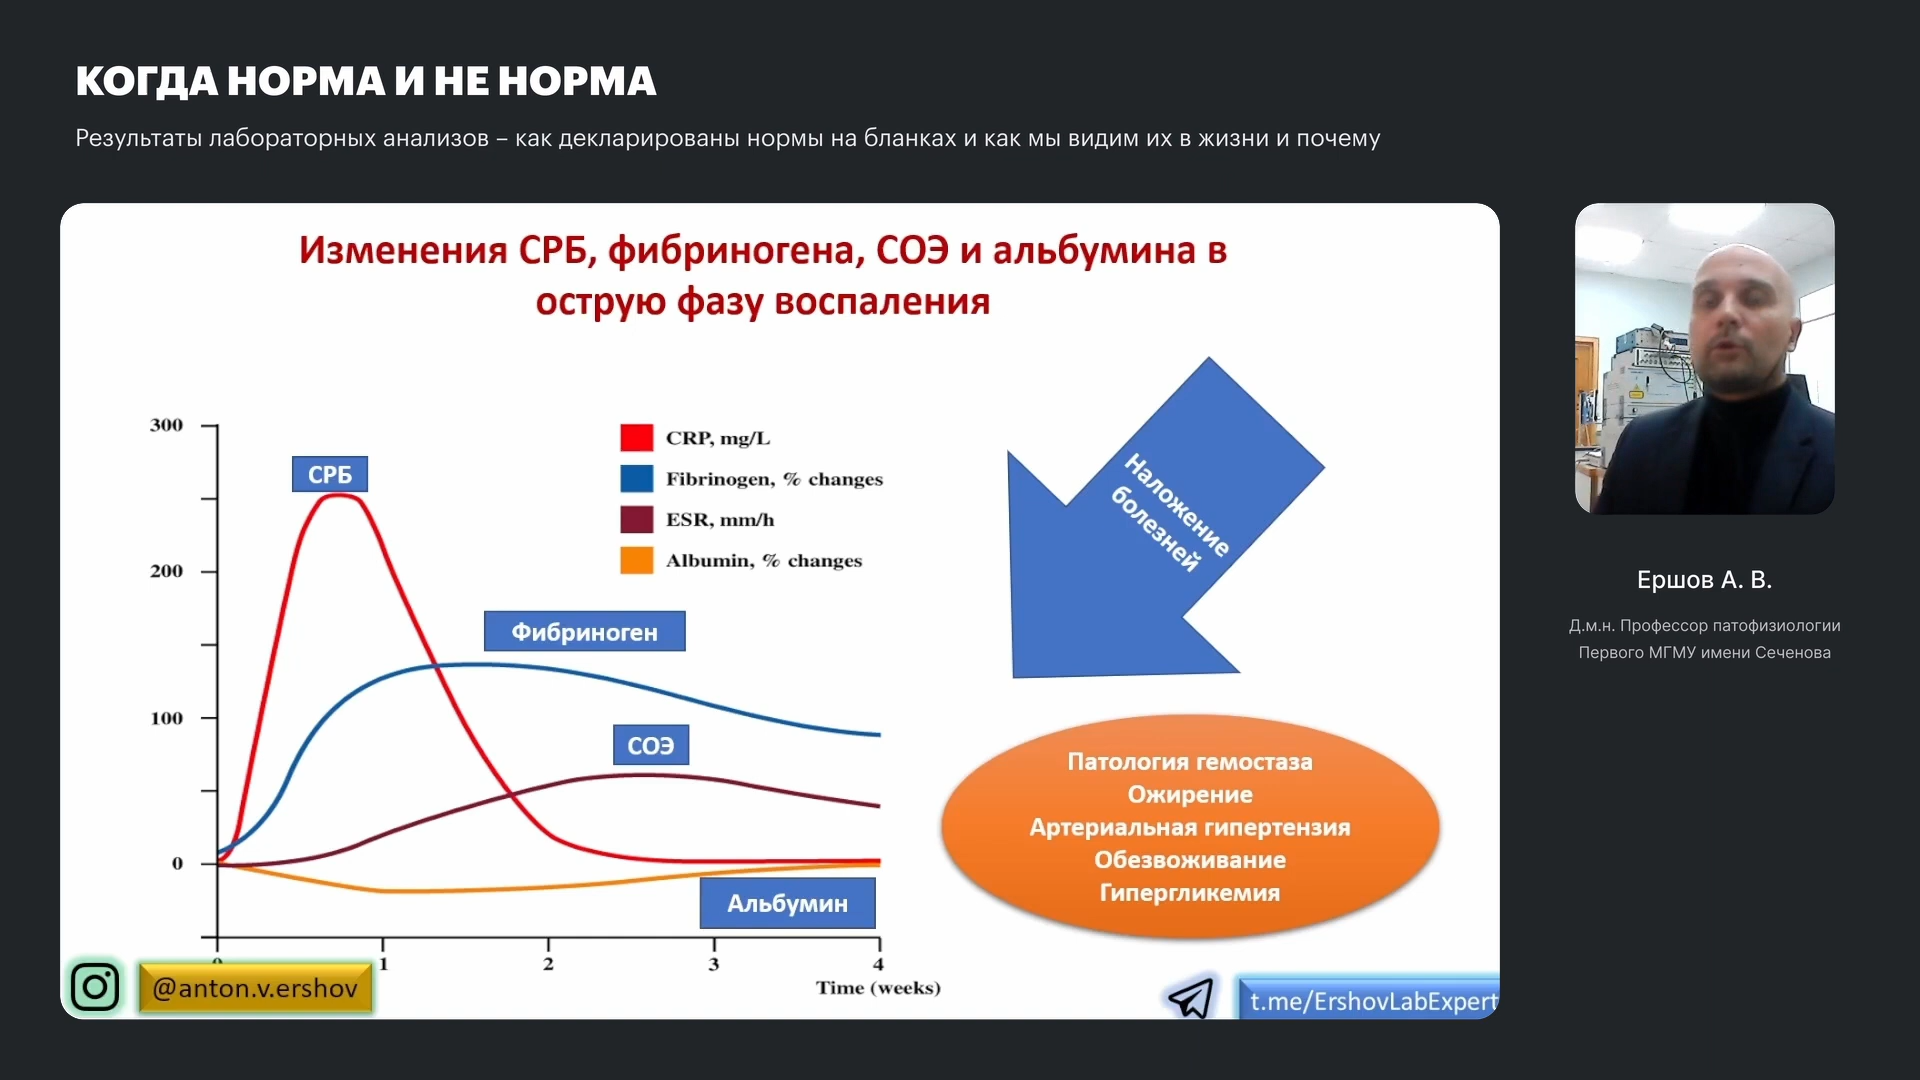 КОГДА НОРМА И НЕ НОРМА
Результаты лабораторных анализов – как декларированы нормы на бланках и как мы видим их в жизни и почему
Изменения СРБ, фибриногена, СОЭ и альбумина в
острую фазу воспаления
300
200
100
0
СРБ
CRP, mg/L
Fibrinogen, % changes
ESR, mm/h
Albumin, % changes
Фибриноген
СОЭ
Альбумин
0
1
2
3
4
Time (weeks)
Наложение
болезней
Патология гемостаза
Ожирение
Артериальная гипертензия
Обезвоживание
Гипергликемия
@anton.v.ershov
t.me/ErshovLabExpert
Ершов А. В.
Д.м.н. Профессор патофизиологии
Первого МГМУ имени Сеченова